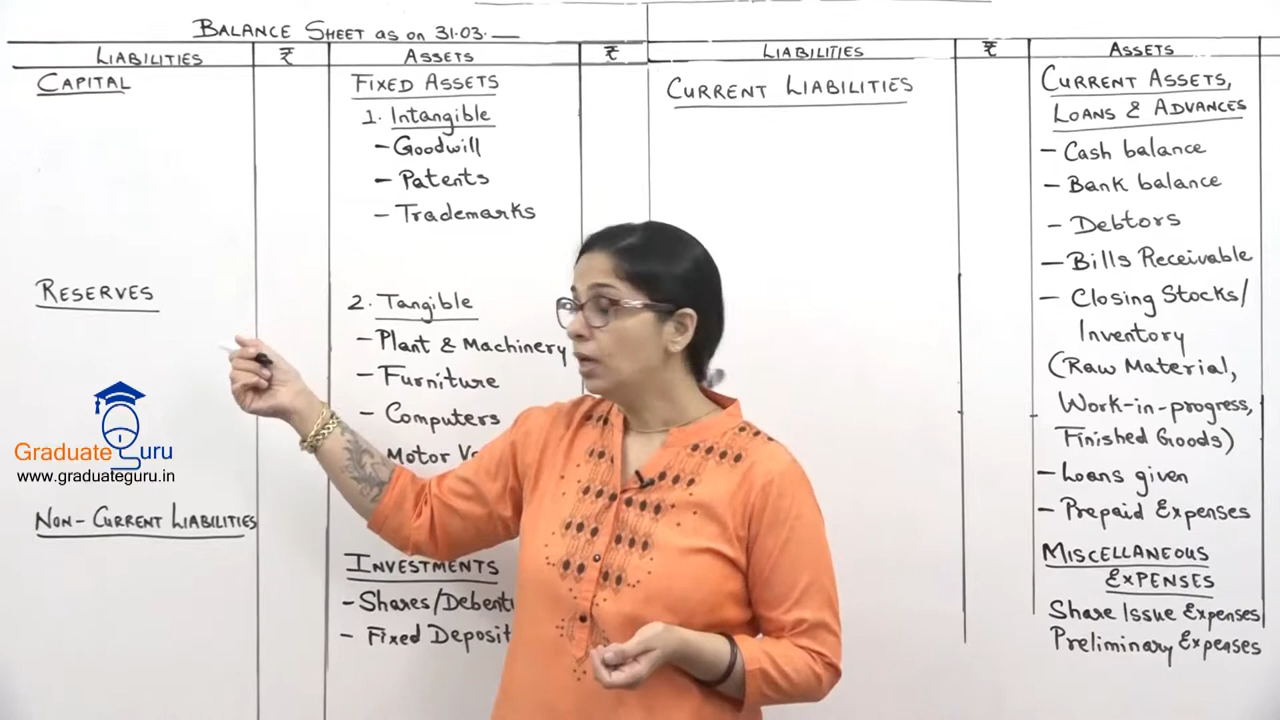 BALANCE SHEET as on 31.03.
LIABILITIES ₹ ASSETS ₹
CAPITAL
RESERVES
NON-CURRENT LIABILITIES
FIXED ASSETS
1. Intangible
- Goodwill
- Patents
- Trademarks
2. Tangible
- Plant & Machinery
- Furniture
- Computers
Motor
INVESTMENTS
- Shares/
- Fixed
LIABILITIES ₹ ASSETS
CURRENT LIABILITIES
CURRENT ASSETS,
LOANS & ADVANCES
- Cash balance
- Bank balance
- Debtors
- Bills Receivable
- Closing Stocks/
Inventory
(Raw Material,
Work-in-progress,
Finished Goods)
- Loans given
- Prepaid Expenses
MISCELLANEOUS
EXPENSES
Share Issue Expenses
Preliminary Expenses
Graduate Guru
www.graduateguru.in